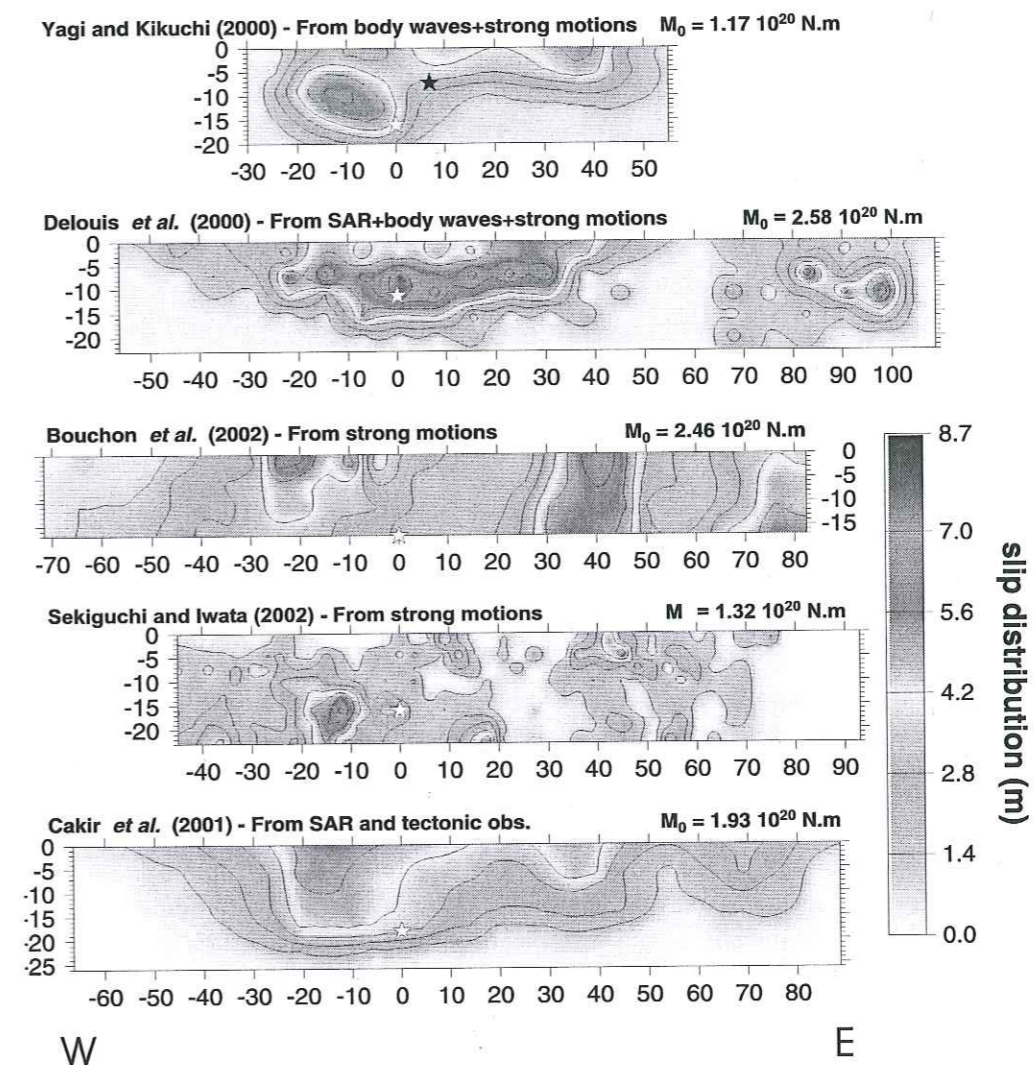 Yagi and Kikuchi (2000) - From body waves+strong motions M0 = 1.17 10^20 N.m
0
-5
-10
-15
-20
-30 -20 -10 0 10 20 30 40 50
Delouis et al. (2000) - From SAR+body waves+strong motions M0 = 2.58 10^20 N.m
0
-5
-10
-15
-20
-50 -40 -30 -20 -10 0 10 20 30 40 50 60 70 80 90 100
Bouchon et al. (2002) - From strong motions M0 = 2.46 10^20 N.m
0
-5
-10
-15
-70 -60 -50 -40 -30 -20 -10 0 10 20 30 40 50 60 70 80
Sekiguchi and Iwata (2002) - From strong motions M = 1.32 10^20 N.m
0
-5
-10
-15
-20
-40 -30 -20 -10 0 10 20 30 40 50 60 70 80 90
Cakir et al. (2001) - From SAR and tectonic obs. M0 = 1.93 10^20 N.m
0
-5
-10
-15
-20
-25
-60 -50 -40 -30 -20 -10 0 10 20 30 40 50 60 70 80
W E
8.7
7.0
5.6
4.2
2.8
1.4
0.0
slip distribution (m)